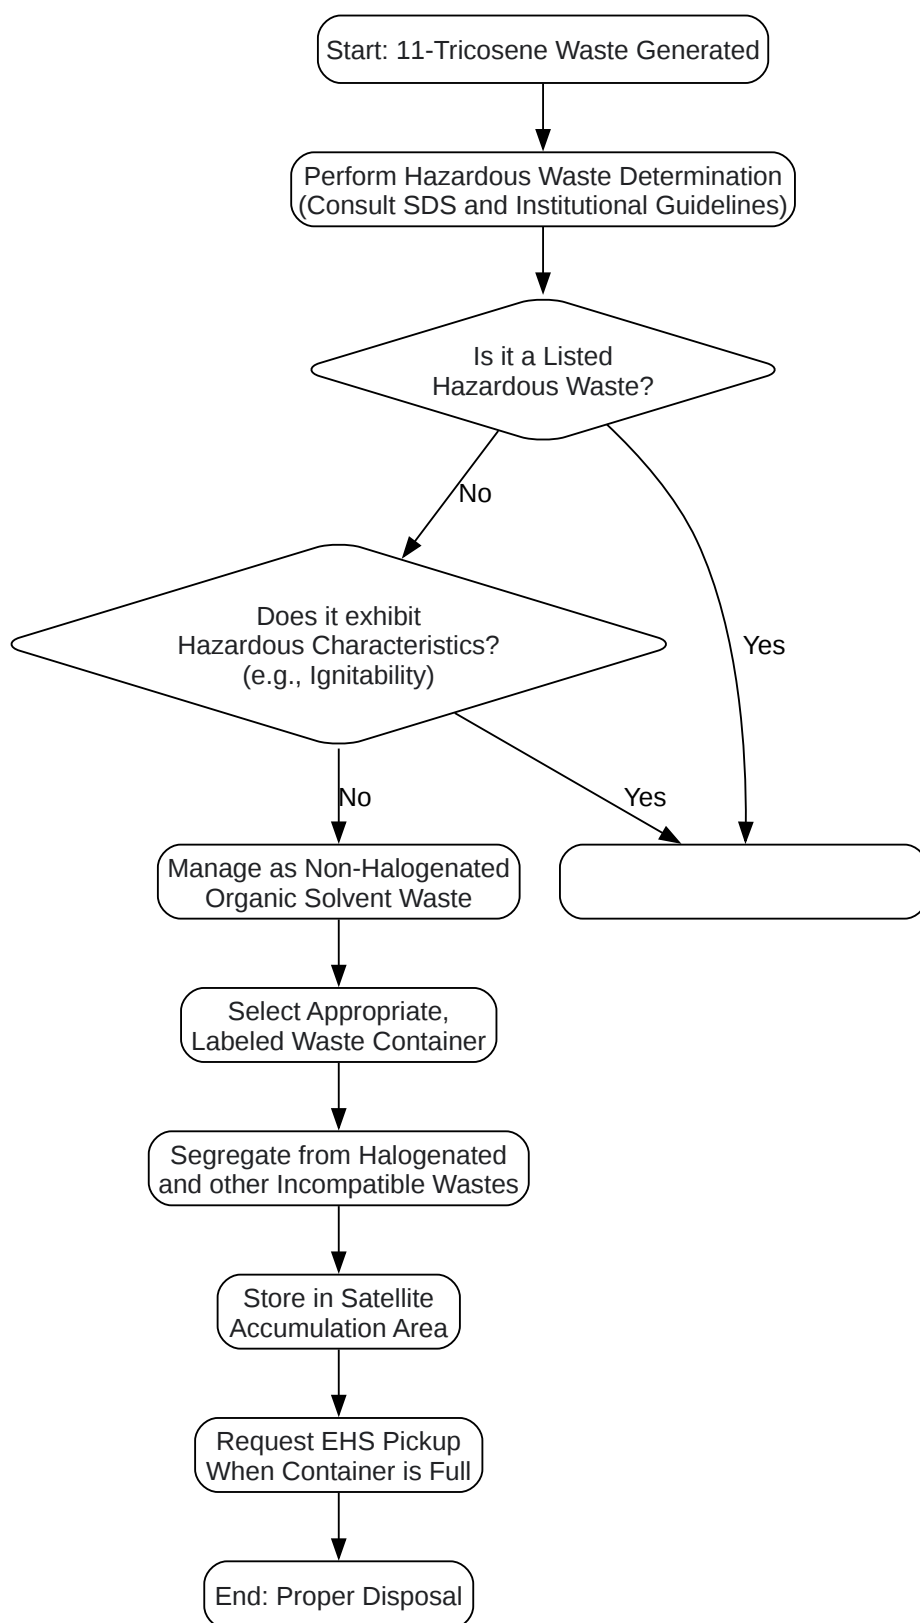 Start: 11-Tricosene Waste Generated
Perform Hazardous Waste Determination
(Consult SDS and Institutional Guidelines)
Is it a Listed
Hazardous Waste?
No
Does it exhibit
Hazardous Characteristics?
(e.g., Ignitability)
Yes
No
Yes
Manage as Non-Halogenated
Organic Solvent Waste
Select Appropriate,
Labeled Waste Container
Segregate from Halogenated
and other Incompatible Wastes
Store in Satellite
Accumulation Area
Request EHS Pickup
When Container is Full
End: Proper Disposal